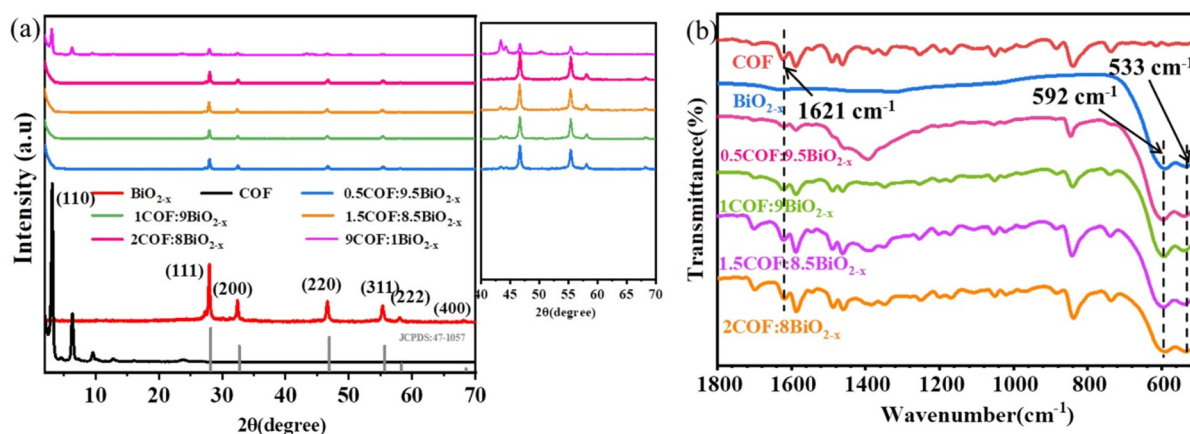 (a)
Intensity (a.u)
BiO2-x
COF
0.5COF:9.5BiO2-x
1COF:9BiO2-x
1.5COF:8.5BiO2-x
2COF:8BiO2-x
9COF:1BiO2-x
(110)
(111)
(200)
(220)
(311)
(222)
(400)
JCPDS:47-1057
10 20 30 40 50 60 70
2θ(degree)
40 45 50 55 60 65 70
2θ(degree)
(b)
Transmittance(%)
COF
BiO2-x
1621 cm-1
592 cm-1
533 cm-1
0.5COF:9.5BiO2-x
1COF:9BiO2-x
1.5COF:8.5BiO2-x
2COF:8BiO2-x
1800 1600 1400 1200 1000 800 600
Wavenumber(cm-1)